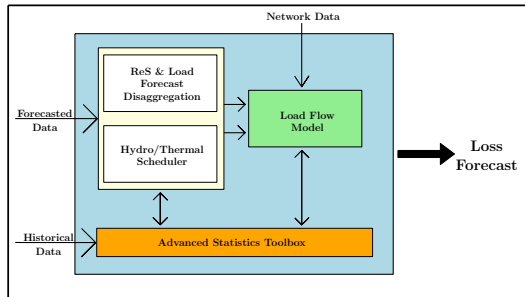 Network Data
ReS & Load
Forecast
Disaggregation
Forecasted
Data
Load Flow
Model
Hydro/Thermal
Scheduler
Loss
Forecast
Historical
Data
Advanced Statistics Toolbox